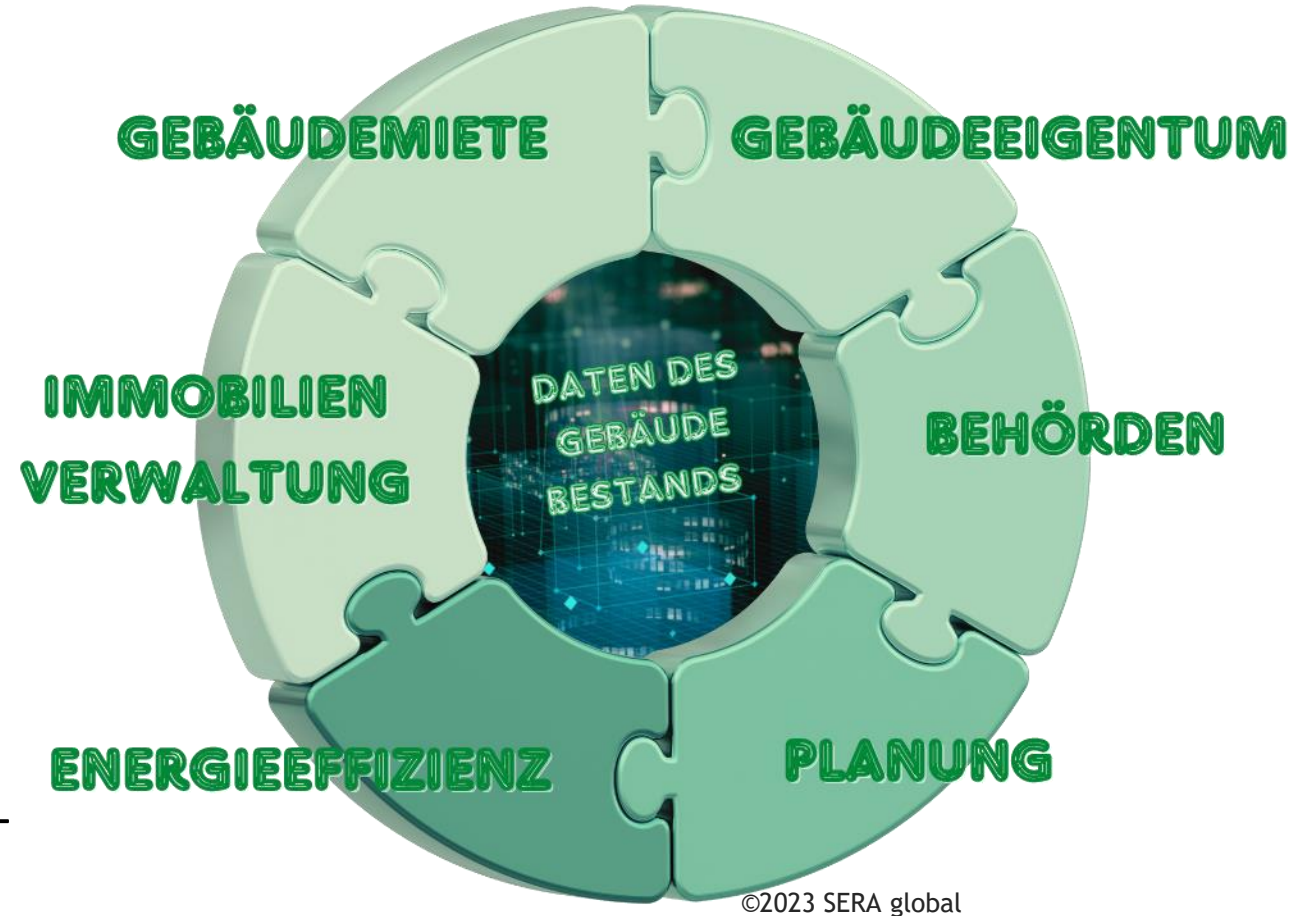 GEBÄUDEMIETE
GEBÄUDEEIGENTUM
IMMOBILIEN
VERWALTUNG
DATEN DES
GEBÄUDE
BESTANDS
BEHÖRDEN
ENERGIEEFFIZIENZ
PLANUNG
©2023 SERA global